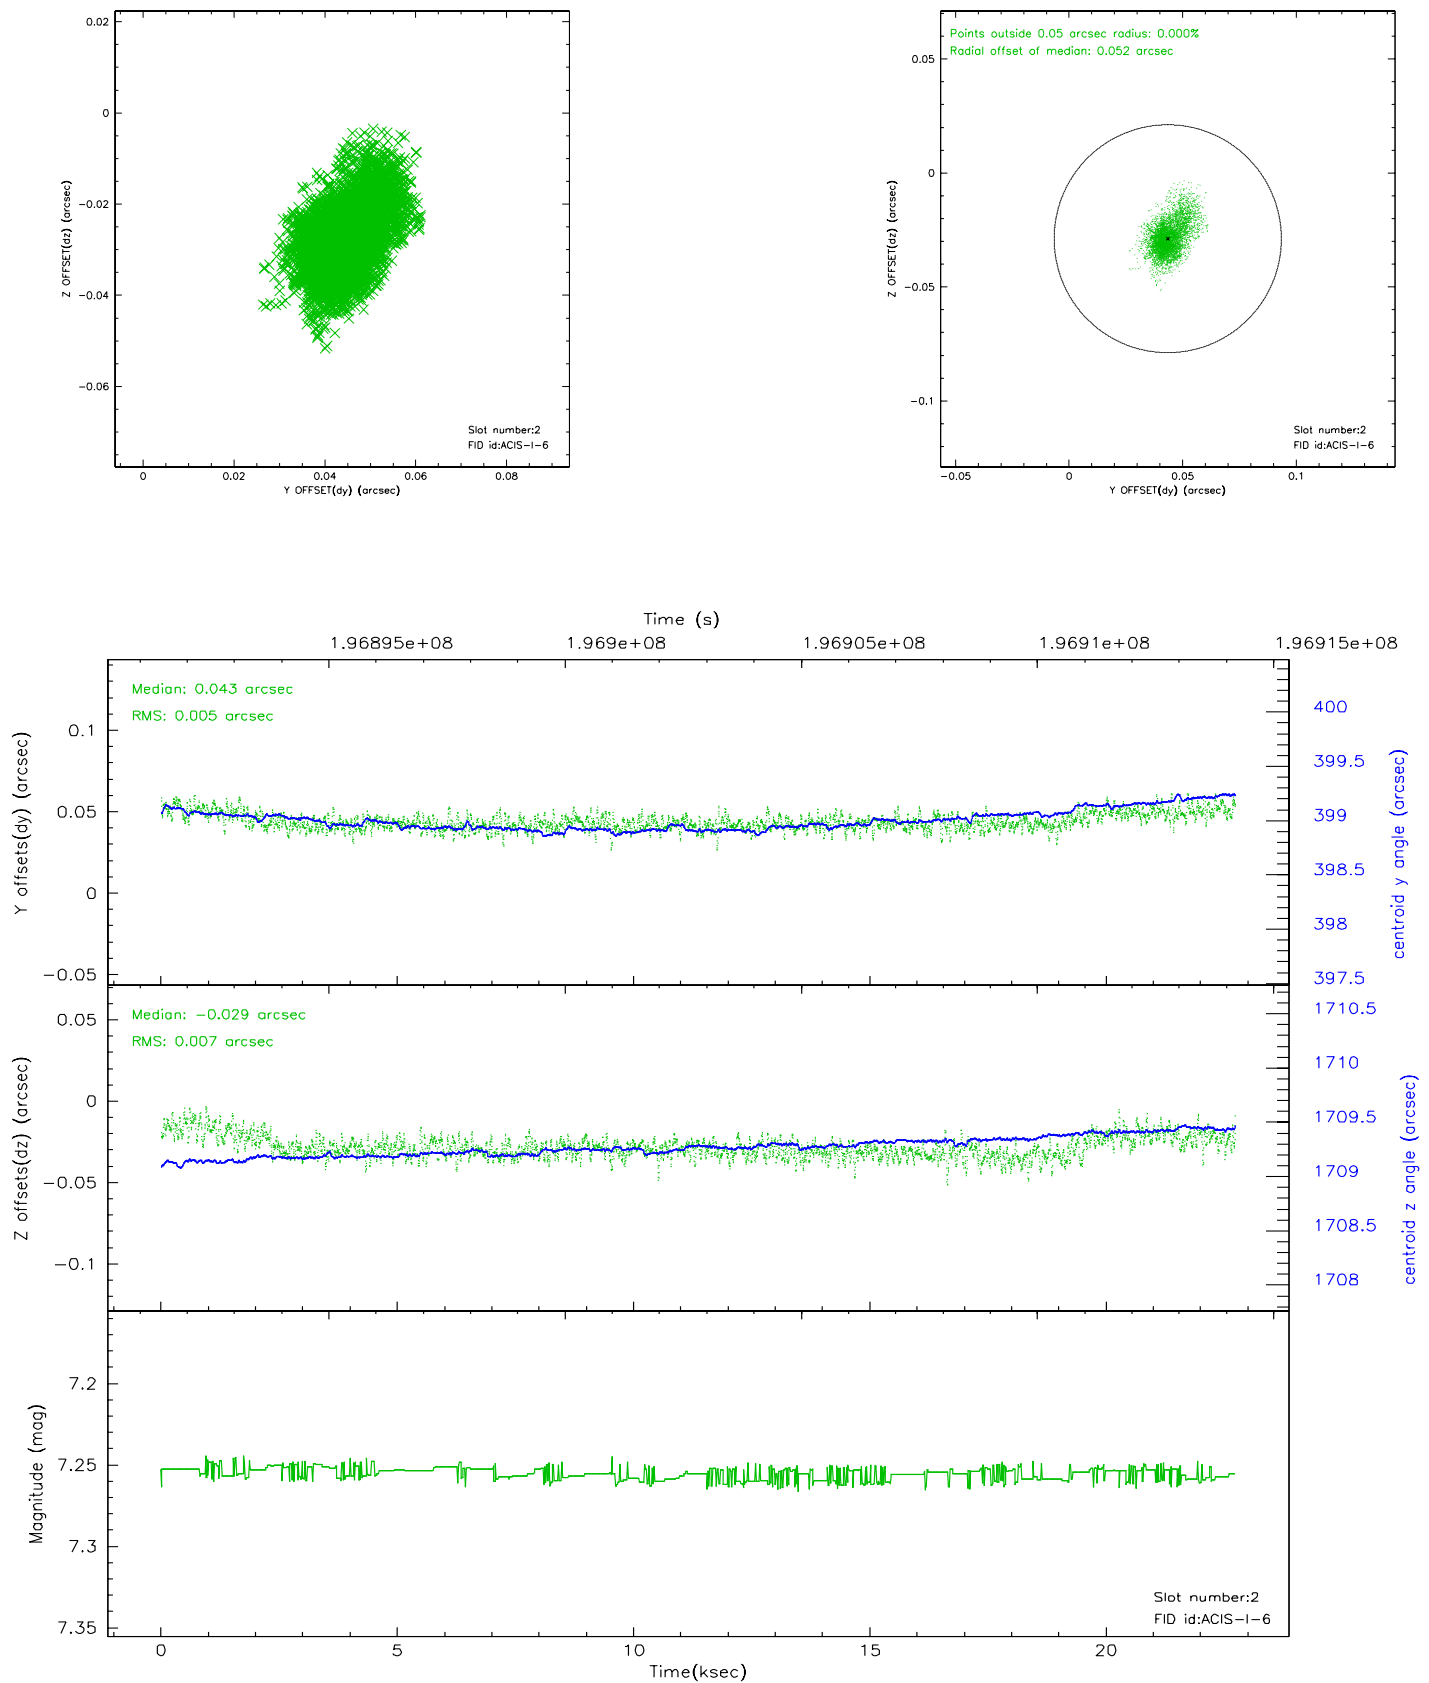 0.02
0
−0.02
−0.04
−0.06
Z OFFSET(dz) (arcsec)
Slot number:2
FID id:ACIS−I−6
0 0.02 0.04 0.06 0.08
Y OFFSET(dy) (arcsec)
Points outside 0.05 arcsec radius: 0.000%
Radial offset of median: 0.052 arcsec
0.05
0
−0.05
−0.1
Z OFFSET(dz) (arcsec)
Slot number:2
FID id:ACIS−I−6
−0.05 0 0.05 0.1
Y OFFSET(dy) (arcsec)
Time (s)
1.96895e+08 1.969e+08 1.96905e+08 1.9691e+08 1.96915e+08
Median: 0.043 arcsec
RMS: 0.005 arcsec
0.1
0.05
0
−0.05
Y offsets(dy) (arcsec)
400
399.5
399
398.5
398
397.5
centroid y angle (arcsec)
Median: −0.029 arcsec
RMS: 0.007 arcsec
0.05
0
−0.05
−0.1
Z offsets(dz) (arcsec)
1710.5
1710
1709.5
1709
1708.5
1708
centroid z angle (arcsec)
7.2
7.25
7.3
7.35
Magnitude (mag)
Slot number:2
FID id:ACIS−I−6
0 5 10 15 20
Time(ksec)